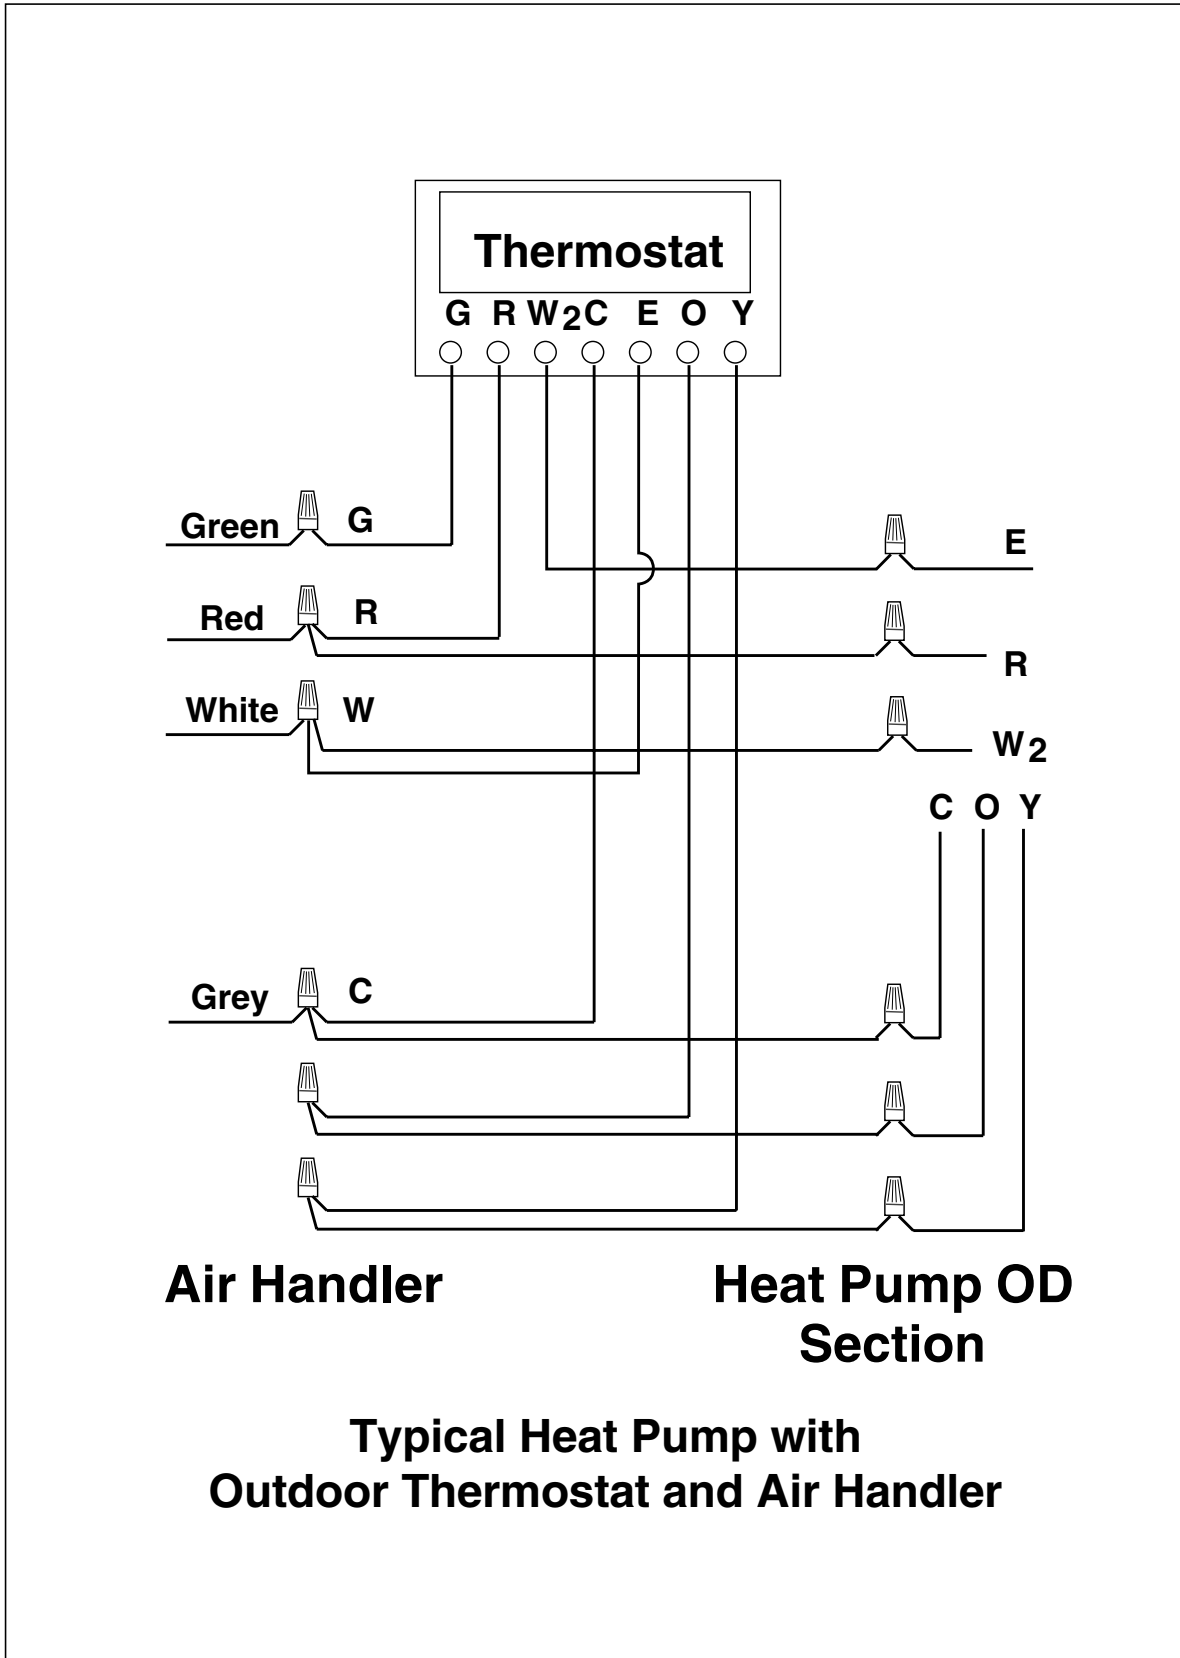 Thermostat
G R W2 C E O Y
Green G
E
Red R
R
White W
W2
C O Y
Grey C
Air Handler
Heat Pump OD
Section
Typical Heat Pump with
Outdoor Thermostat and Air Handler